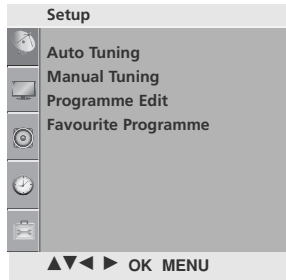 Setup
Auto Tuning
Manual Tuning
Programme Edit
Favourite Programme
▲▼◄ ► OK MENU